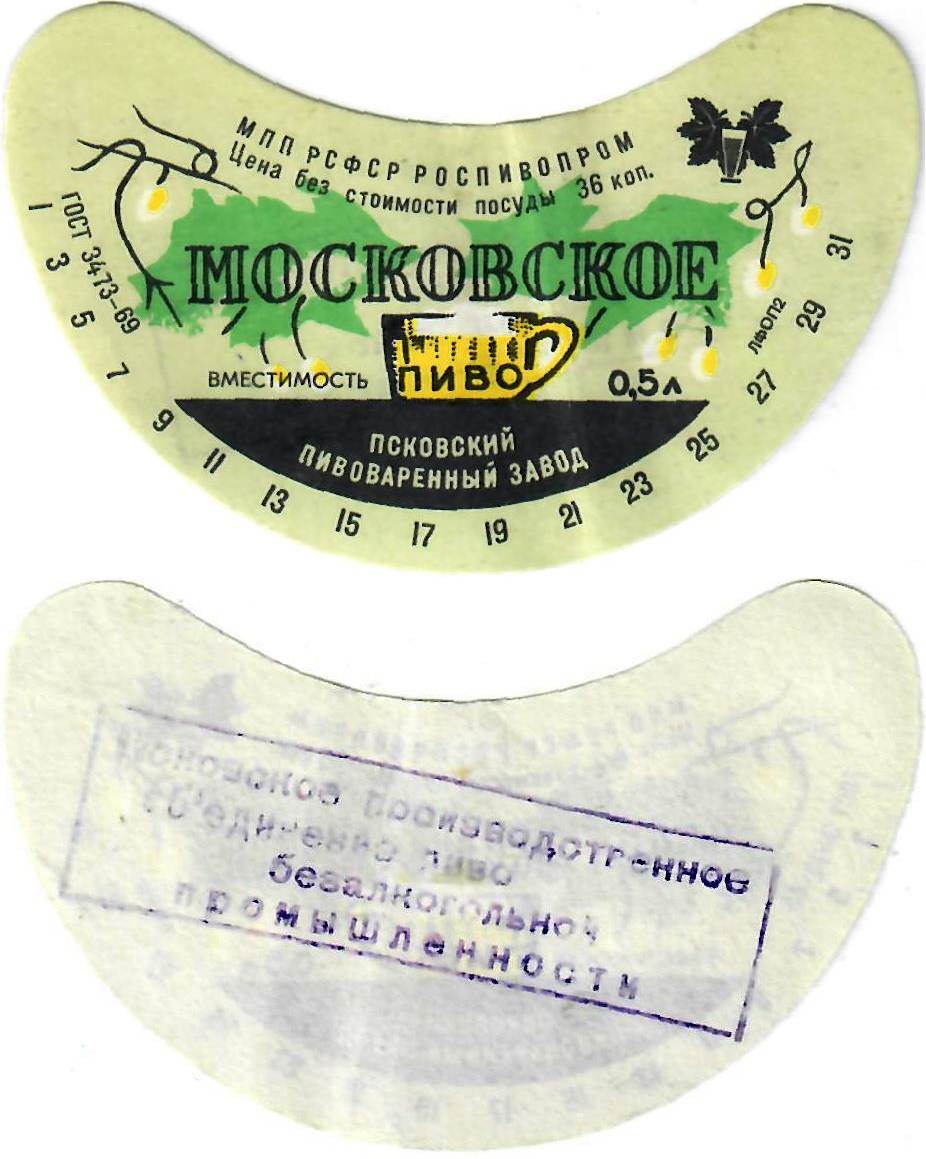 МПП РСФСР РОСПИВОПРОМ
Цена без стоимости посуды 36 коп.
ГОСТ 3473-69
МОСКОВСКОЕ
ПИВО
ВМЕСТИМОСТЬ
0,5 л
ЛФОП2
ПСКОВСКИЙ
ПИВОВАРЕННЫЙ ЗАВОД
1 3 5 7 9 11 13 15 17 19 21 23 25 27 29 31
производственное
пиво
безалкогольной
промышленности